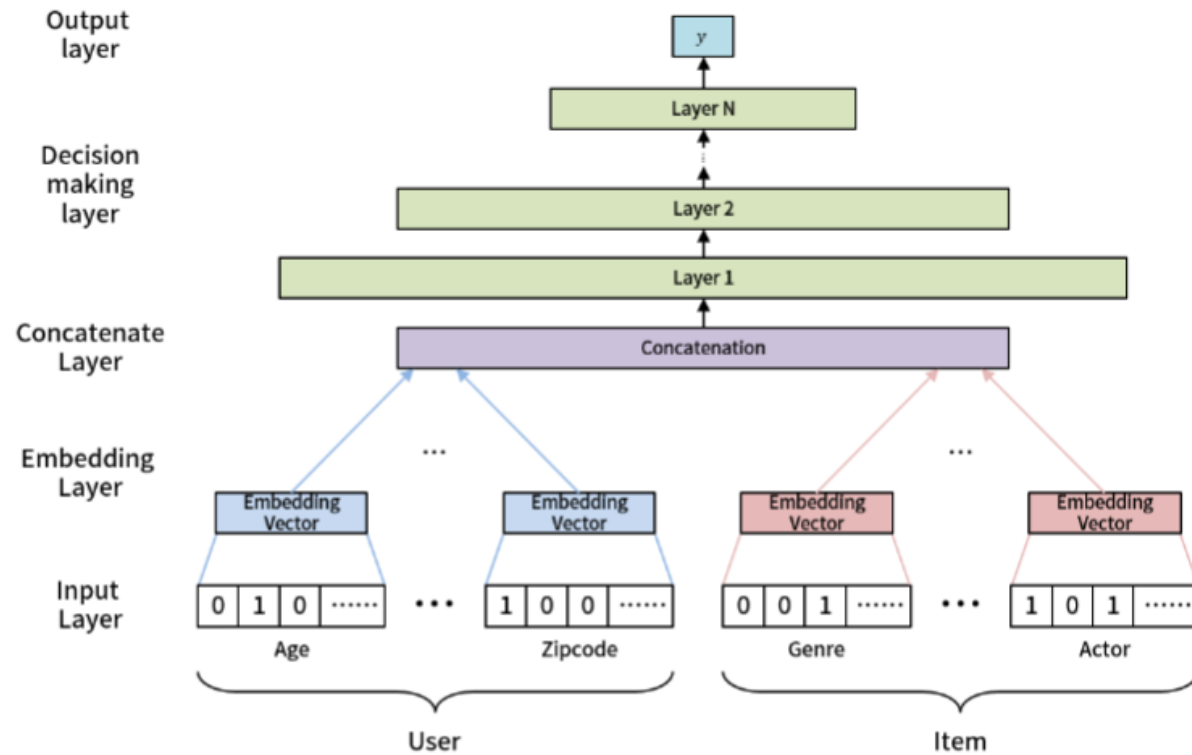 Output
layer
y
Layer N
Decision
making
layer
Layer 2
Layer 1
Concatenate
Layer
Concatenation
...
...
Embedding
Layer
Embedding
Vector
Embedding
Vector
Embedding
Vector
Embedding
Vector
Input
Layer
0 1 0 ······
···
1 0 0 ······
0 0 1 ······
···
1 0 1 ······
Age
Zipcode
Genre
Actor
User
Item